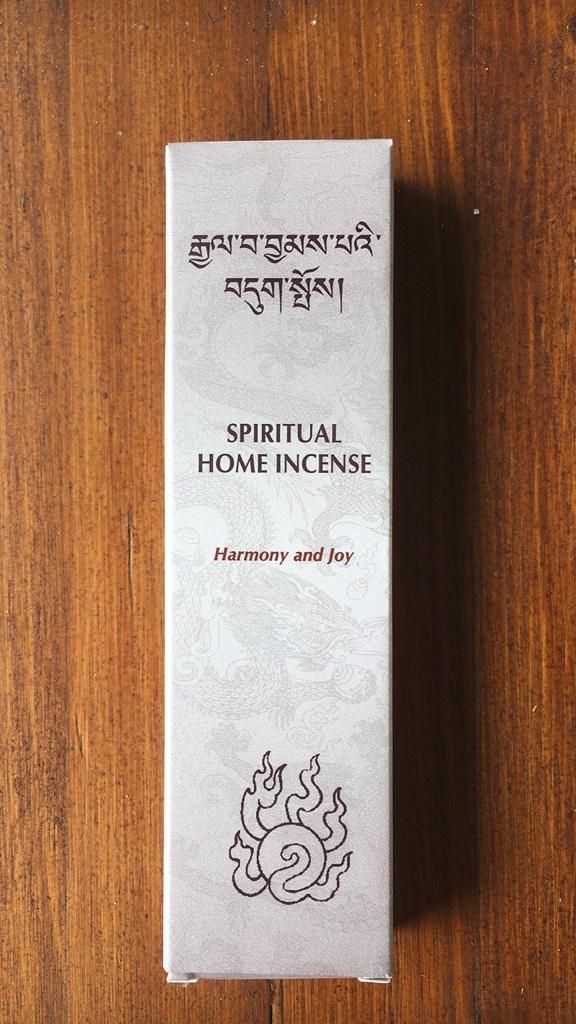 རྒྱལ་བ་བྱམས་པའི་
བདུག་སྤོས།
SPIRITUAL
HOME INCENSE
Harmony and Joy